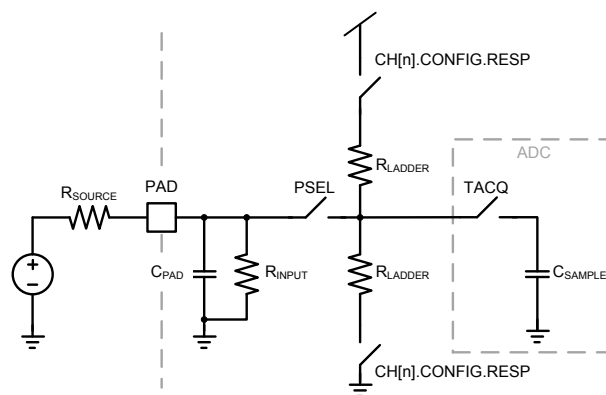 CH[n].CONFIG.RESP
ADC
RLADDER
RSOURCE
PAD
PSEL
TACQ
+
−
CPAD
RINPUT
RLADDER
CSAMPLE
CH[n].CONFIG.RESP